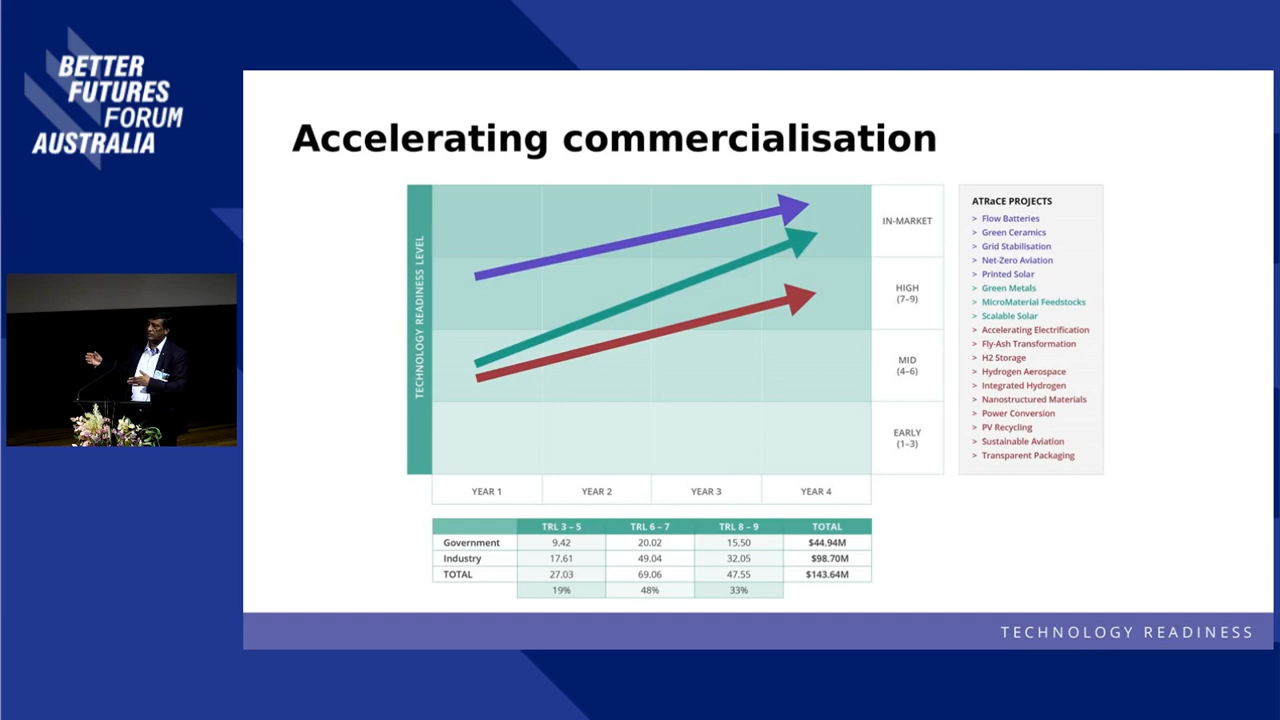 BETTER
FUTURES
FORUM
AUSTRALIA
Accelerating commercialisation
TECHNOLOGY READINESS LEVEL
IN-MARKET
HIGH
(7–9)
MID
(4–6)
EARLY
(1–3)
YEAR 1 YEAR 2 YEAR 3 YEAR 4
ATRaCE PROJECTS
> Flow Batteries
> Green Ceramics
> Grid Stabilisation
> Net-Zero Aviation
> Printed Solar
> Green Metals
> MicroMaterial Feedstocks
> Scalable Solar
> Accelerating Electrification
> Fly-Ash Transformation
> H2 Storage
> Hydrogen Aerospace
> Integrated Hydrogen
> Nanostructured Materials
> Power Conversion
> PV Recycling
> Sustainable Aviation
> Transparent Packaging
TRL 3 – 5 TRL 6 – 7 TRL 8 – 9 TOTAL
Government 9.42 20.02 15.50 $44.94M
Industry 17.61 49.04 32.05 $98.70M
TOTAL 27.03 69.06 47.55 $143.64M
19% 48% 33%
TECHNOLOGY READINESS